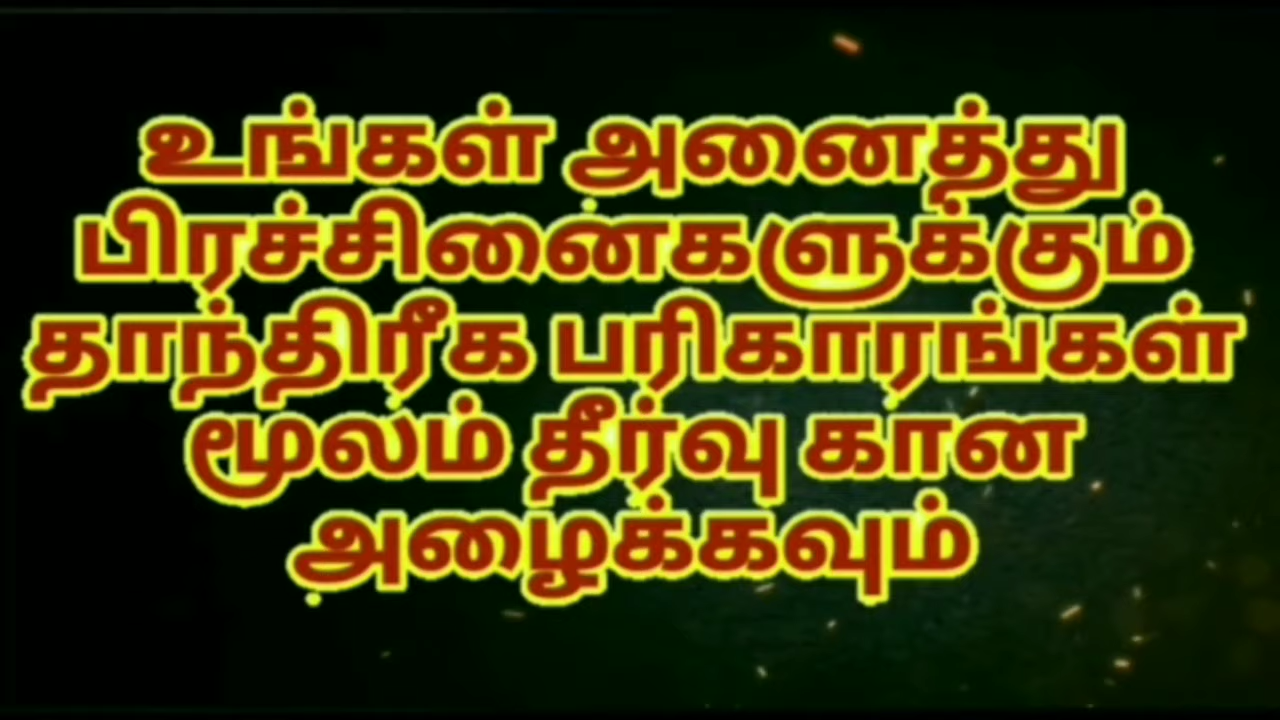 உங்கள் அனைத்து
பிரச்சினைகளுக்கும்
தாந்திரீக பரிகாரங்கள்
மூலம் தீர்வு கான
அழைக்கவும்